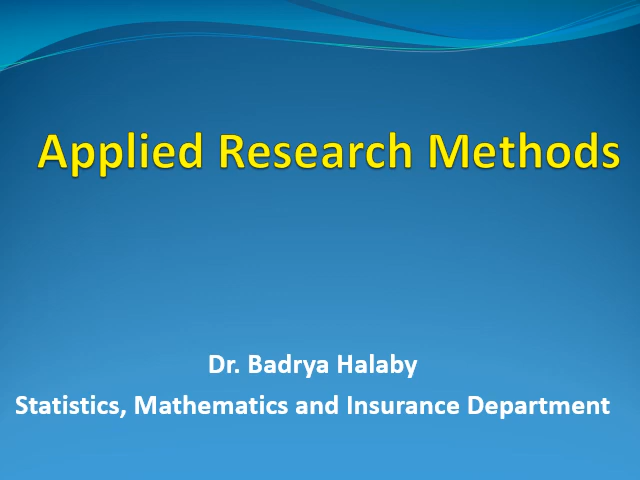 Applied Research Methods
Dr. Badrya Halaby
Statistics, Mathematics and Insurance Department